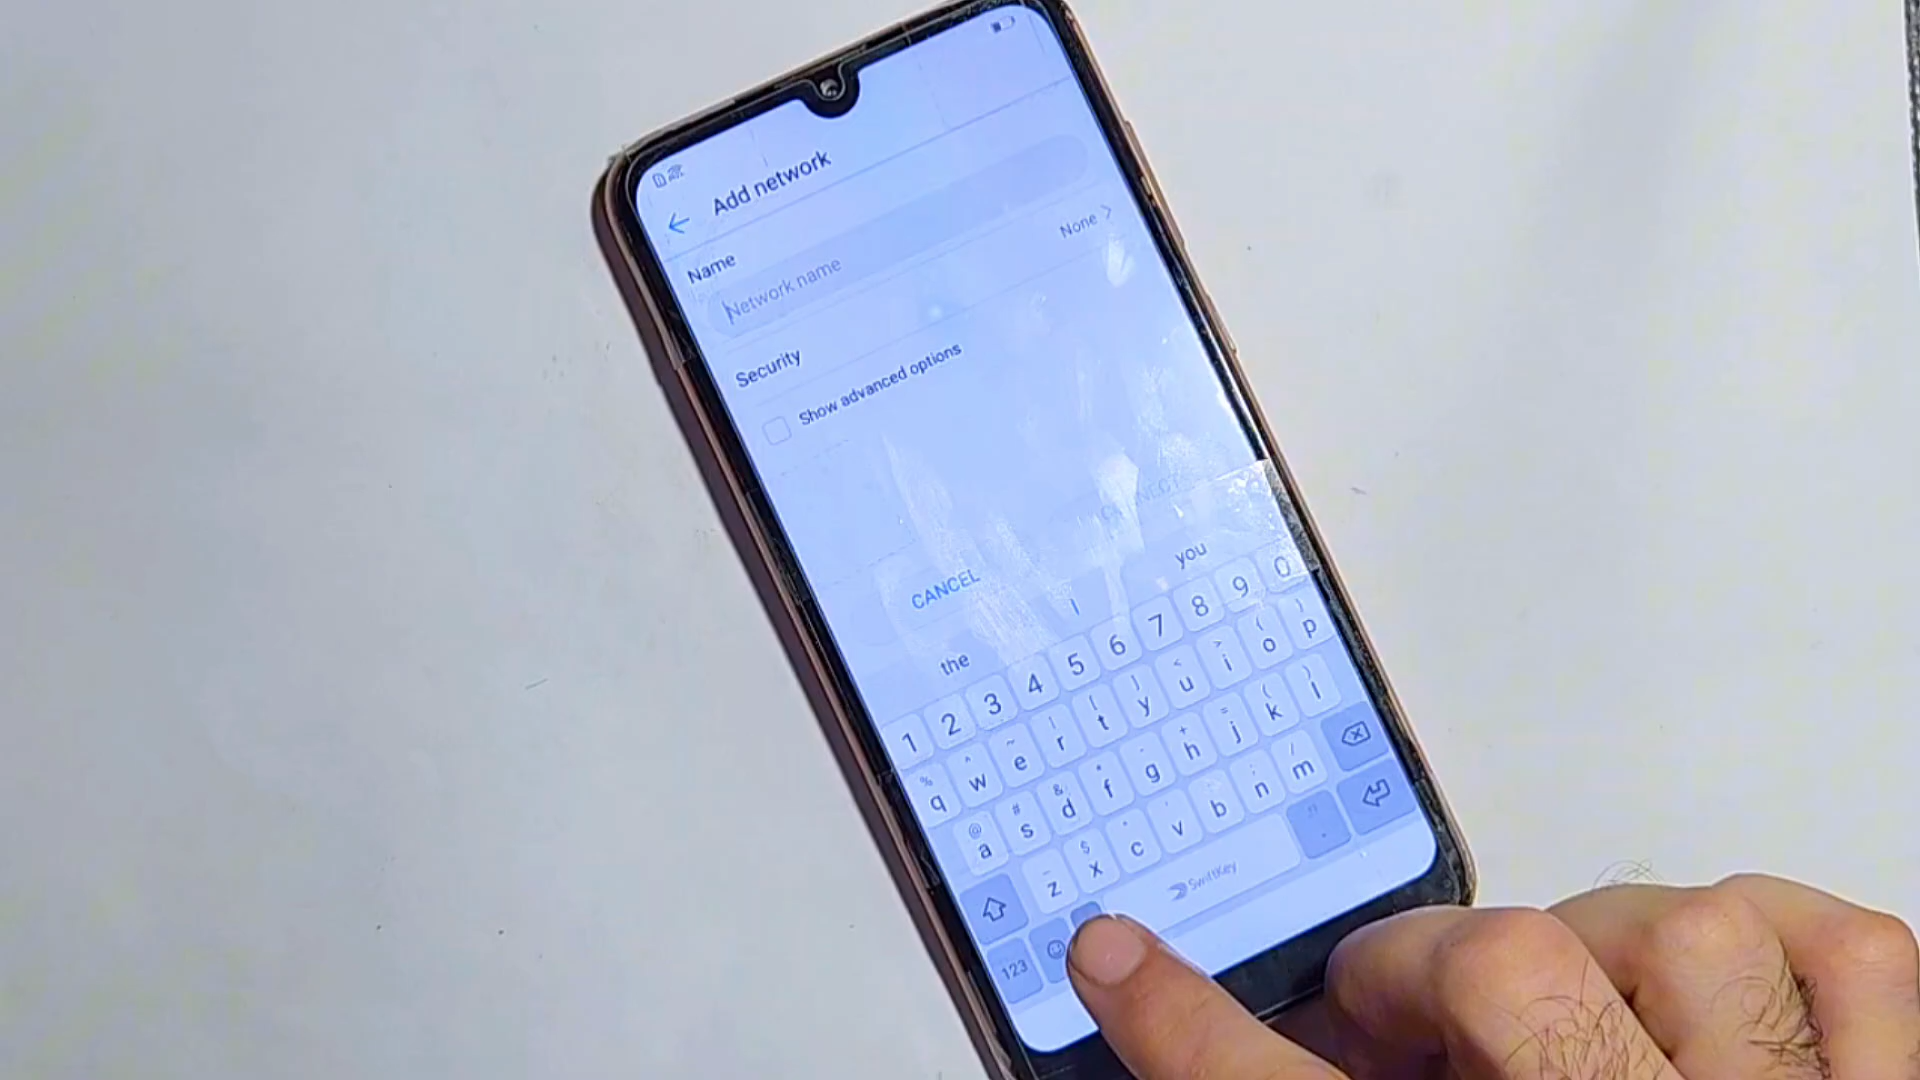 Add network
Name
Network name
Security
None
Show advanced options
CANCEL
CONNECT
the
I
you
1 2 3 4 5 6 7 8 9 0
q w e r t y u i o p
a s d f g h j k l
z x c v b n m
123
SwiftKey